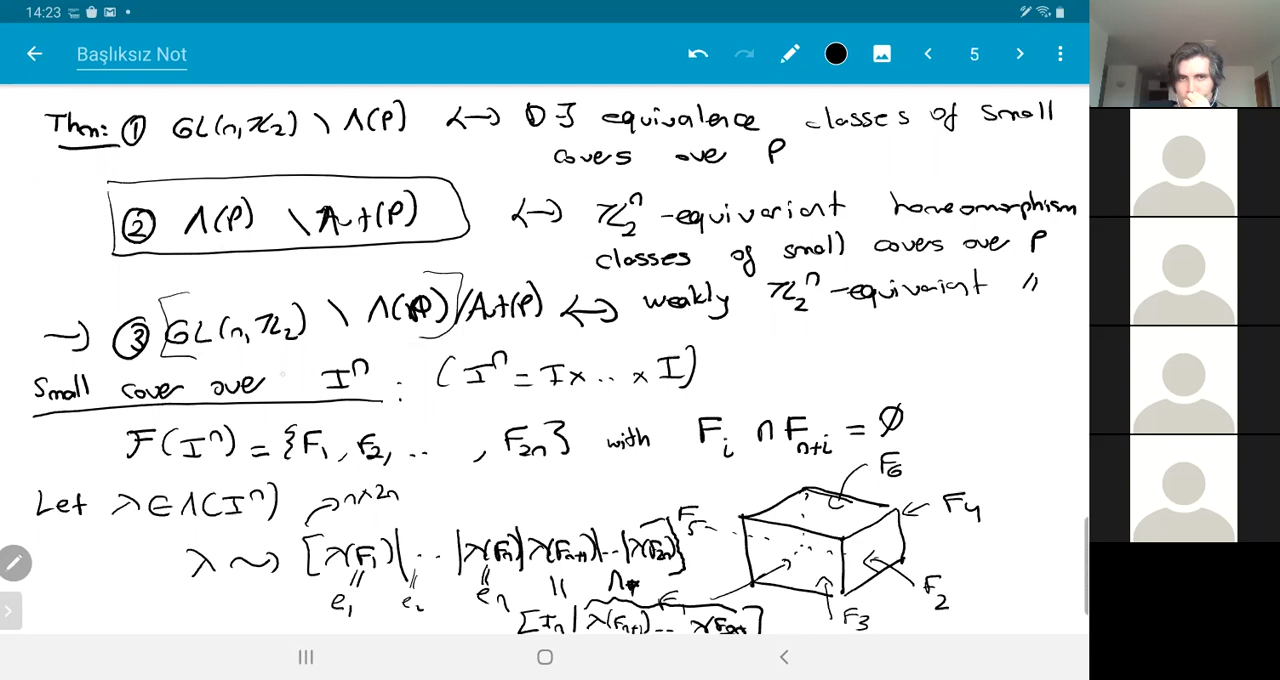 14:23
Başlıksız Not
5
Thm: ① GL(n,ℤ₂) \ Λ(P) <-> D-J equivalence classes of small
covers over P
② Λ(P) \ Aut(P) <-> ℤ₂ⁿ-equivariant homeomorphism
classes of small covers over P
-> ③ GL(n,ℤ₂) \ Λ(P) / Aut(P) <-> weakly ℤ₂ⁿ-equivariant "
Small cover over Iⁿ : (Iⁿ = I x .. x I)
F(Iⁿ) = {F₁, F₂, .. , F₂ₙ} with Fᵢ ∩ Fₙ₊ᵢ = ∅
F₆
Let λ ∈ Λ(Iⁿ) n x 2n
F₄
F₅
λ ~> [λ(F₁)| .. |λ(Fₙ)|λ(Fₙ₊₁)|..|λ(F₂ₙ)]
e₁ e₂ eₙ
F₂
F₃
[Iₙ | λ(Fₙ₊₁) ..